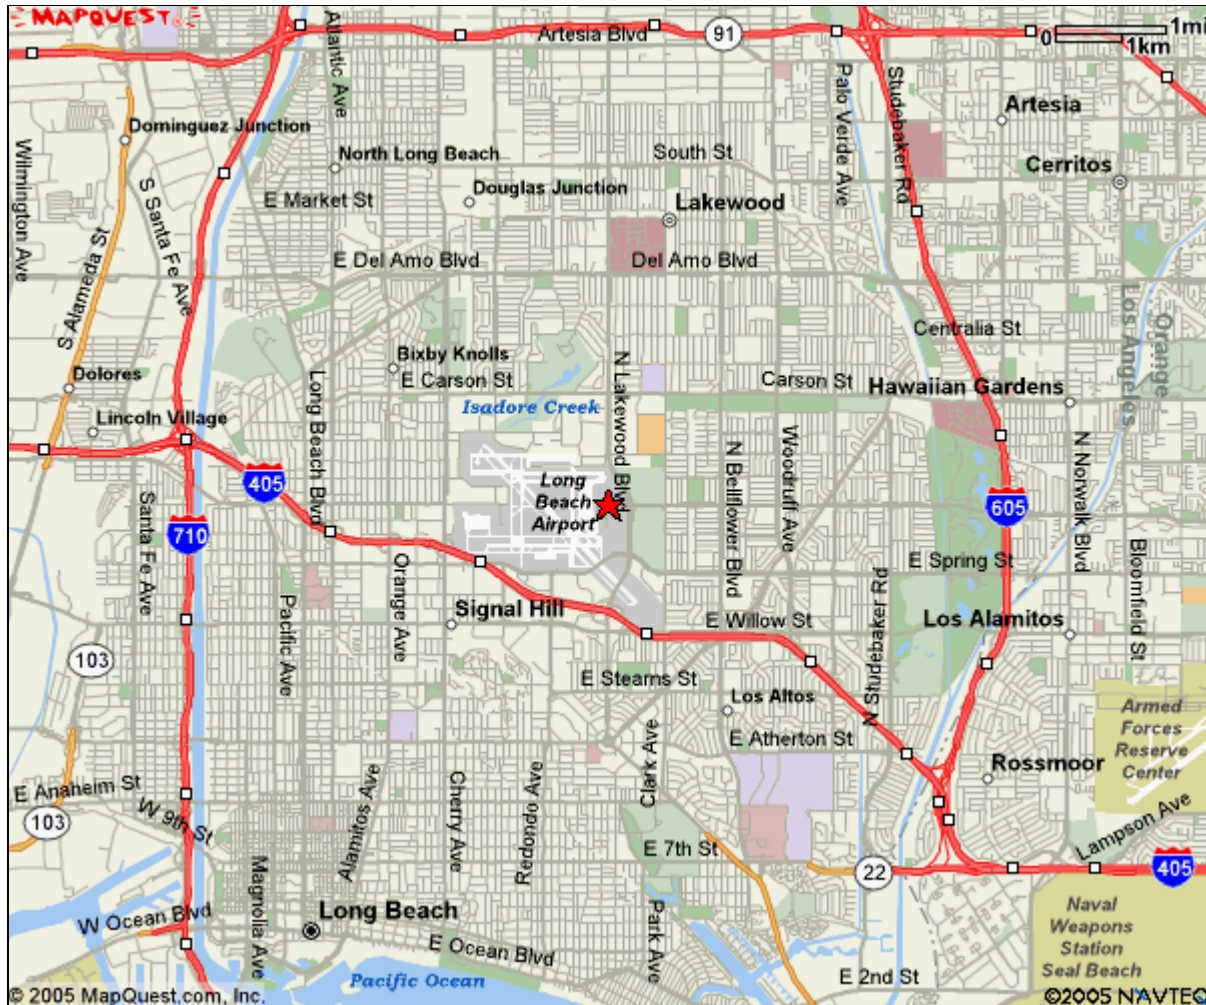 MAPQUEST
Artesia Blvd
91
0
1mi
1km
Atlantic Ave
Palo Verde Ave
Studebaker Rd
Artesia
Dominguez Junction
Wilmington Ave
S Santa Fe Ave
North Long Beach
South St
Cerritos
E Market St
Douglas Junction
Lakewood
S Alameda St
E Del Amo Blvd
Del Amo Blvd
Centralia St
Los Angeles
Orange
Bixby Knolls
Dolores
E Carson St
Carson St
Hawaiian Gardens
Isadore Creek
Lincoln Village
Long Beach Blvd
N Lakewood Blvd
N Bellflower Blvd
Woodruff Ave
N Norwalk Blvd
405
Long
Beach
Airport
605
710
Santa Fe Ave
E Spring St
Bloomfield St
Orange Ave
Pacific Ave
Signal Hill
E Willow St
N Studebaker Rd
Los Alamitos
103
E Stearns St
Los Altos
Armed
Forces
Reserve
Center
E Atherton St
Clark Ave
Rossmoor
E Anaheim St
W 9th St
103
Alamitos Ave
Cherry Ave
Redondo Ave
Lampson Ave
E 7th St
22
405
Magnolia Ave
W Ocean Blvd
Long Beach
E Ocean Blvd
Park Ave
Naval
Weapons
Station
Seal Beach
Pacific Ocean
E 2nd St
© 2005 MapQuest.com, Inc.
©2005 NAVTEQ